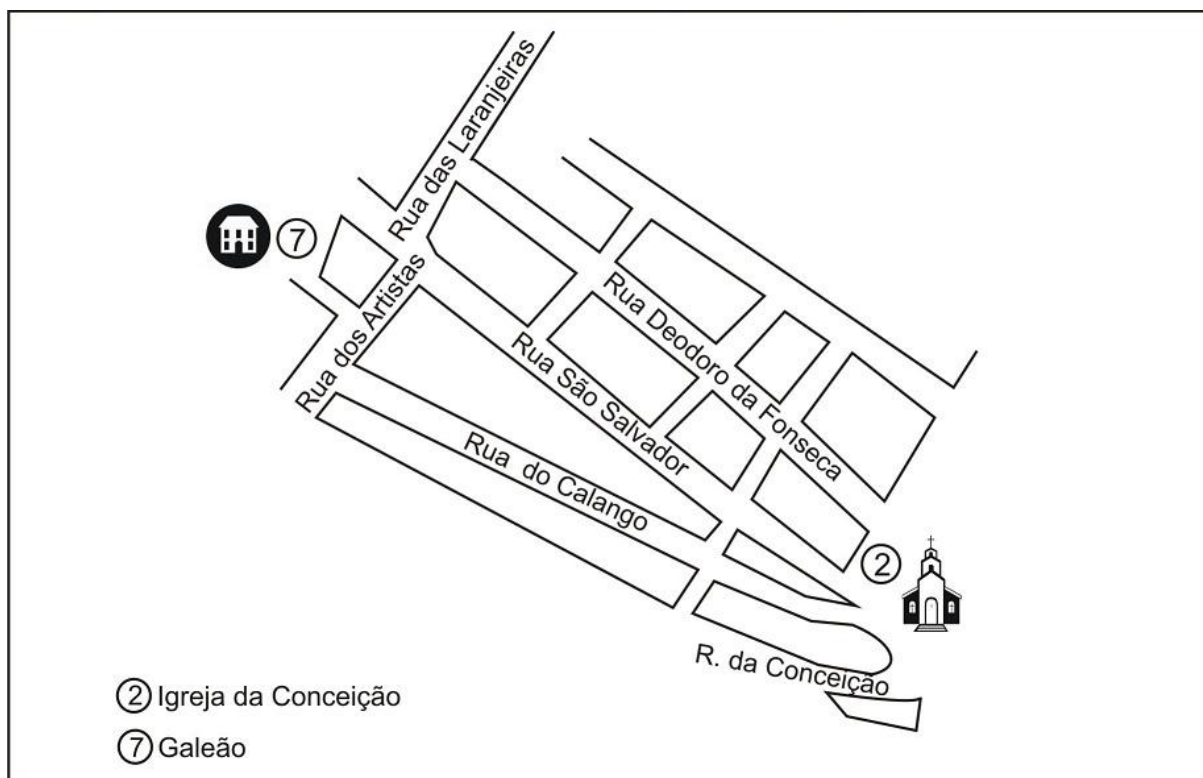 Rua das Laranjeiras
7
Rua dos Artistas
Rua Deodoro da Fonseca
Rua São Salvador
Rua do Calango
2
R. da Conceição
2 Igreja da Conceição
7 Galeão